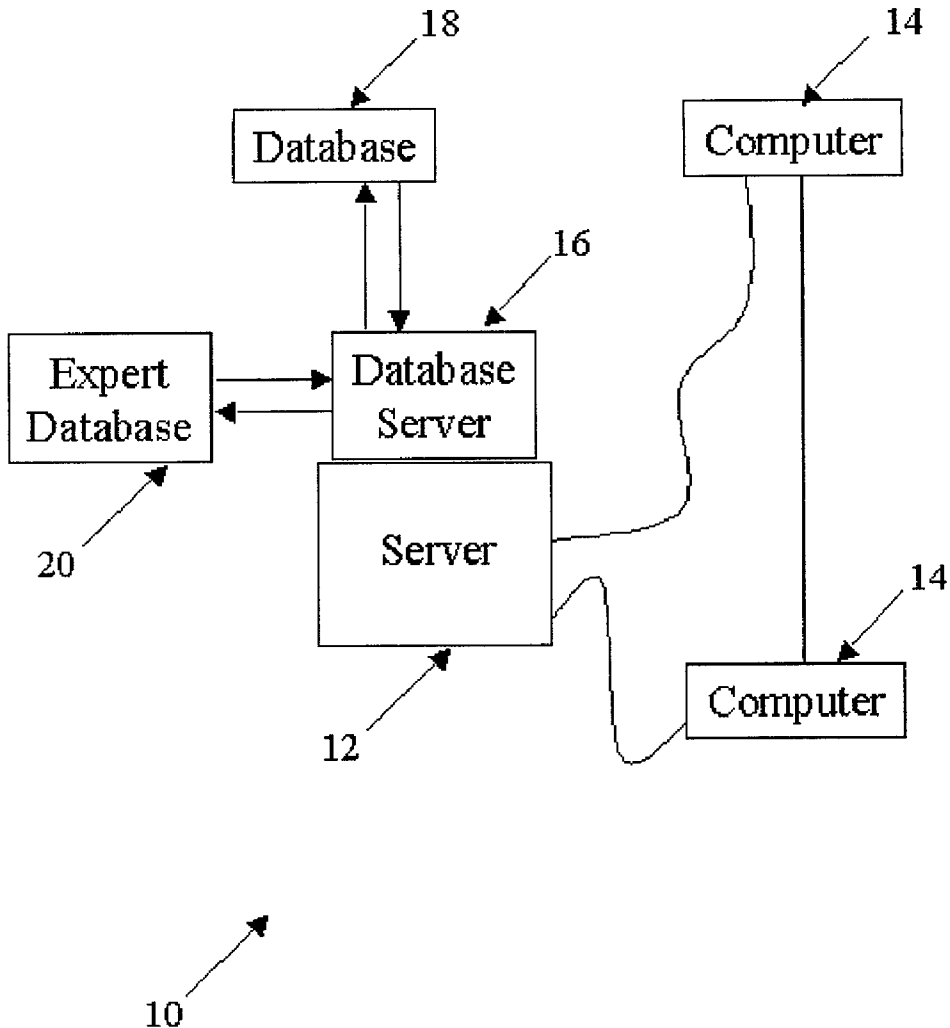 18
14
Database
Computer
16
Expert
Database
Database
Server
20
Server
14
12
Computer
10